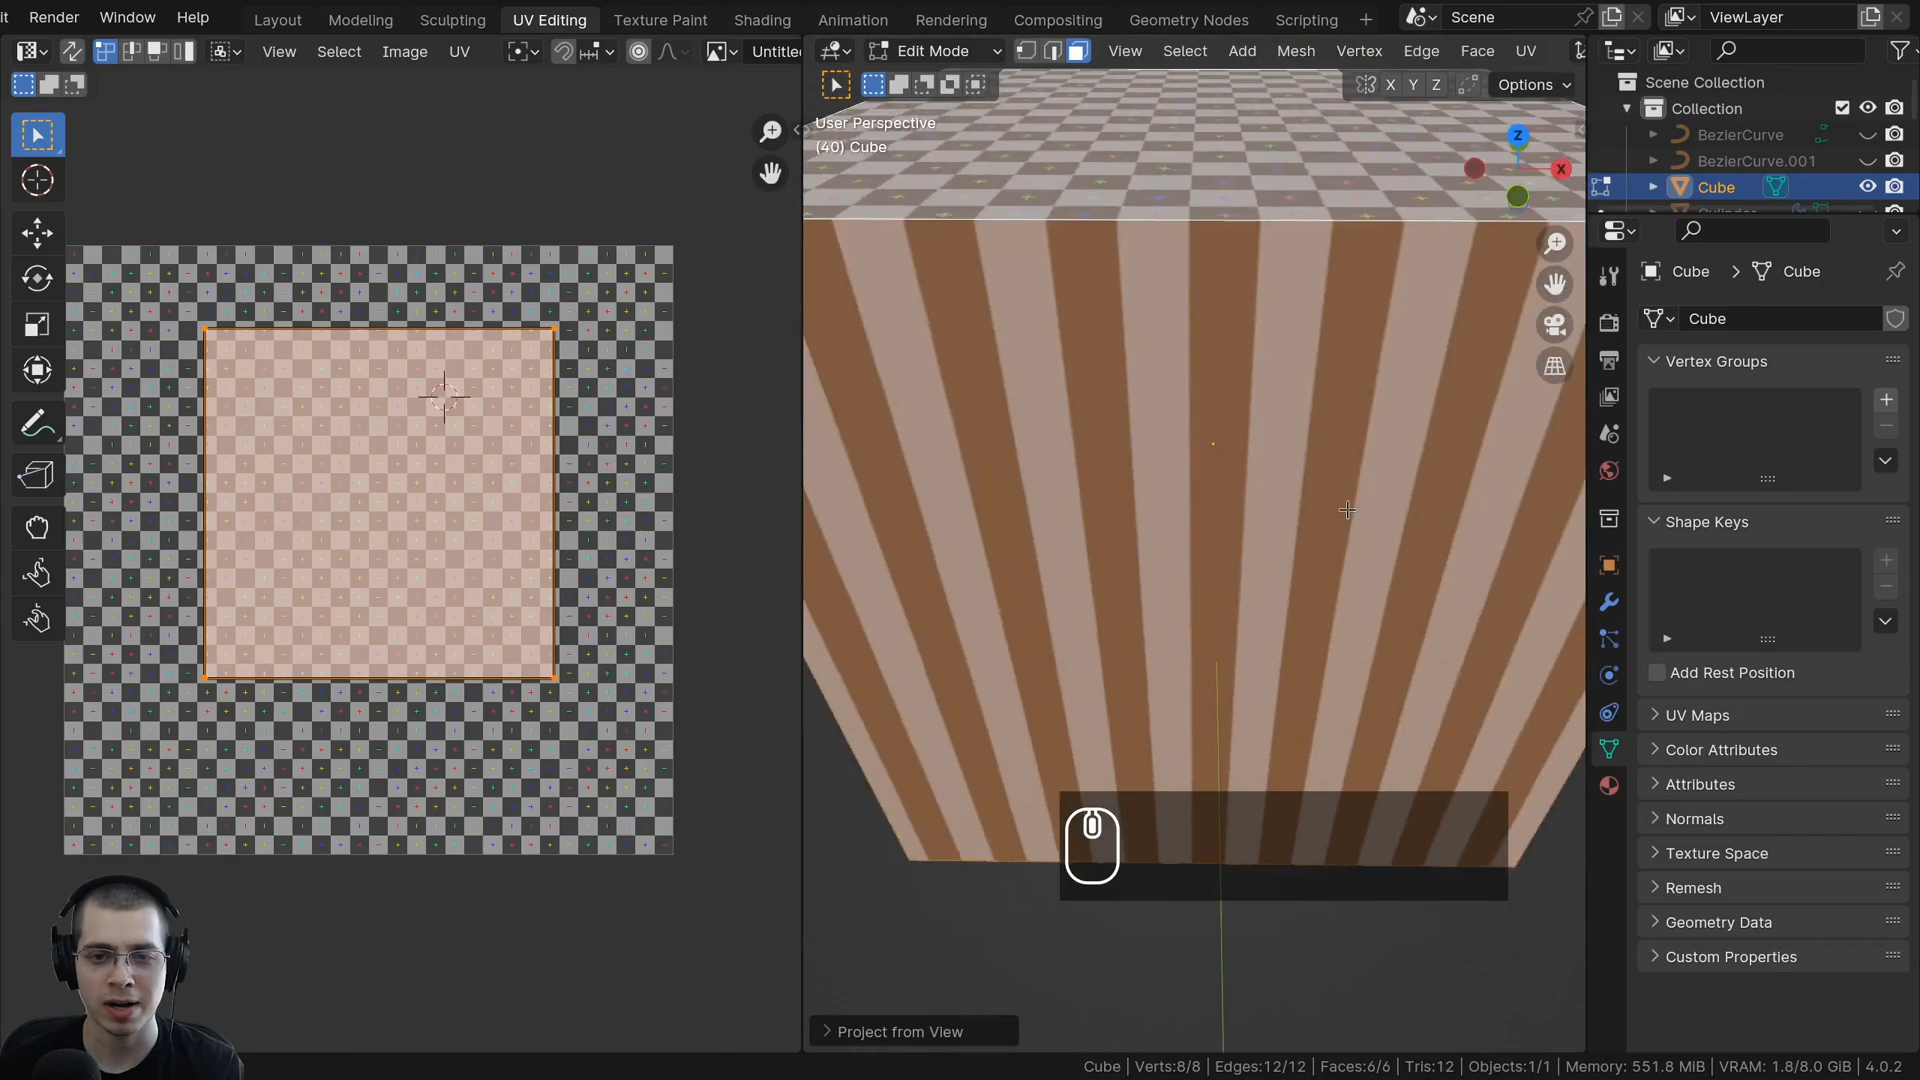 it Render Window Help
Layout Modeling Sculpting UV Editing Texture Paint Shading Animation Rendering Compositing Geometry Nodes Scripting +
Scene
ViewLayer
View Select Image UV
Untitle
Edit Mode
View Select Add Mesh Vertex Edge Face UV
X Y Z
Options
User Perspective
(40) Cube
Z
X
Scene Collection
Collection
BezierCurve
BezierCurve.001
Cube
Cylinder
Cube > Cube
Cube
Vertex Groups
Shape Keys
Add Rest Position
UV Maps
Color Attributes
Attributes
Normals
Texture Space
Remesh
Geometry Data
Custom Properties
Project from View
Cube | Verts:8/8 | Edges:12/12 | Faces:6/6 | Tris:12 | Objects:1/1 | Memory: 551.8 MiB | VRAM: 1.8/8.0 GiB | 4.0.2